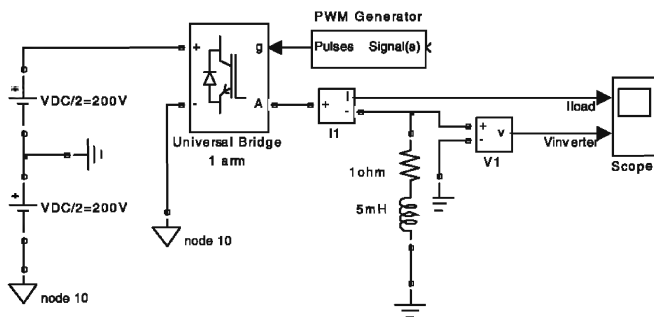 PWM Generator
Pulses Signal(s)
+
g
-
A
Universal Bridge
1 arm
+
VDC/2=200V
+
VDC/2=200V
node 10
node 10
+
i
-
I1
Iload
+
-
v
V1
Vinverter
Scope
1ohm
5mH